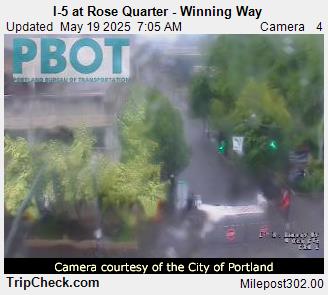 I-5 at Rose Quarter - Winning Way
Updated May 19 2025 7:05 AM Camera 4
PBOT
PORTLAND BUREAU OF TRANSPORTATION
Camera courtesy of the City of Portland
TripCheck.com Milepost302.00